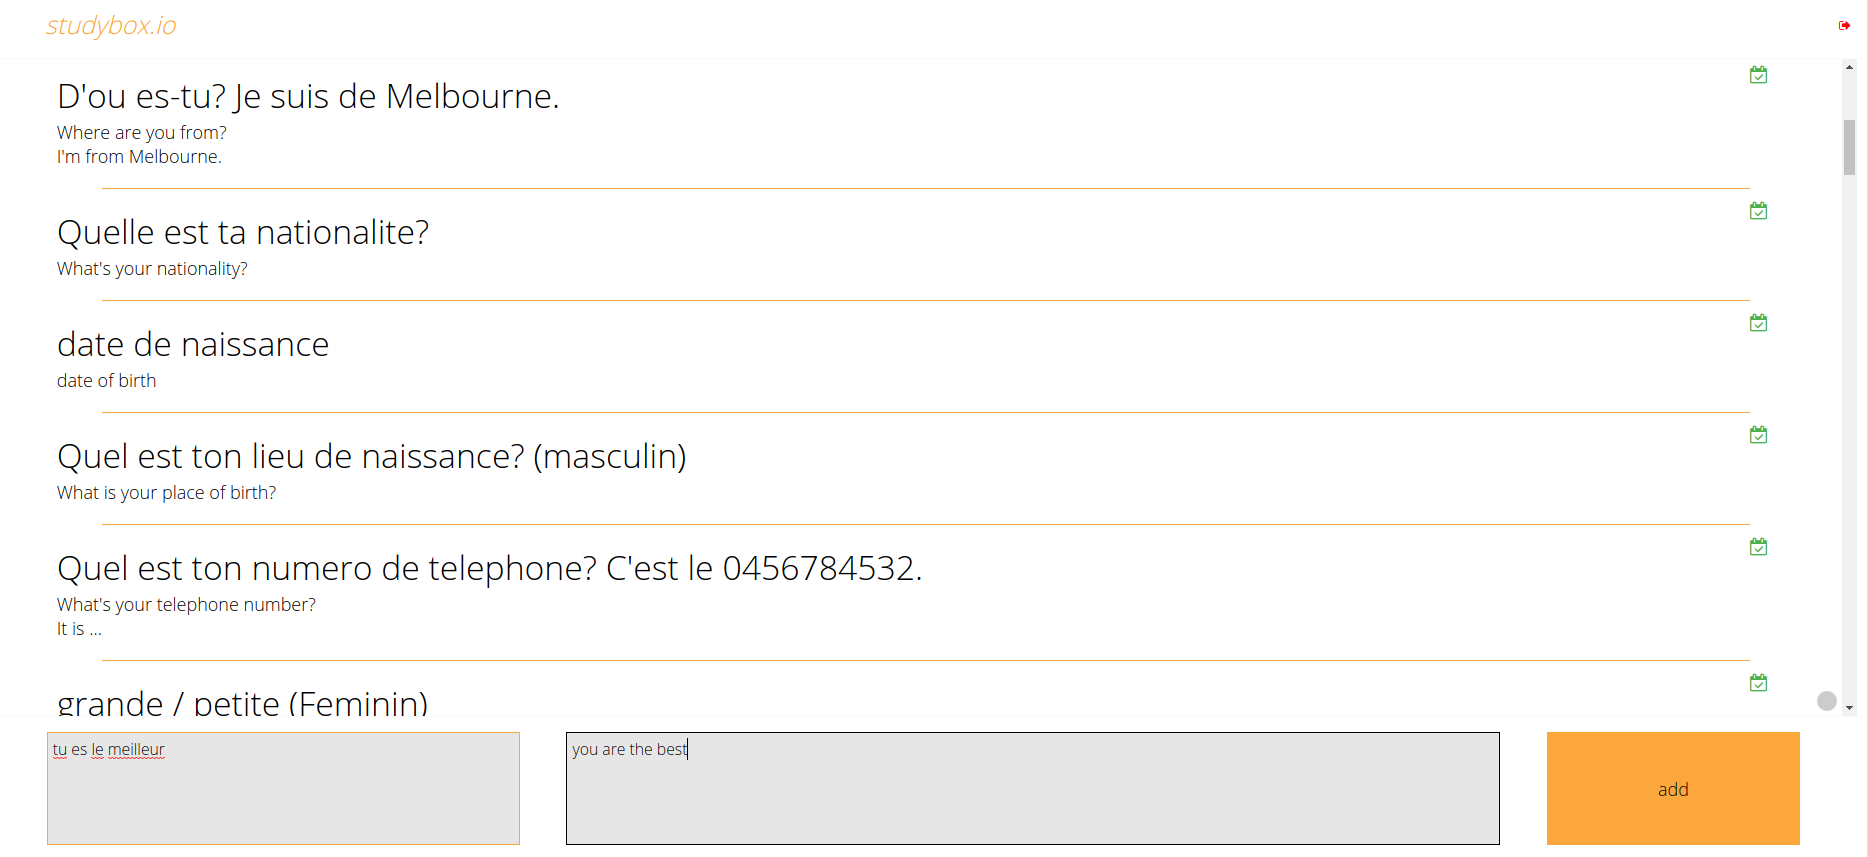 studybox.io
D'ou es-tu? Je suis de Melbourne.
Where are you from?
I'm from Melbourne.
Quelle est ta nationalite?
What's your nationality?
date de naissance
date of birth
Quel est ton lieu de naissance? (masculin)
What is your place of birth?
Quel est ton numero de telephone? C'est le 0456784532.
What's your telephone number?
It is ...
grande / petite (Feminin)
tu es le meilleur
you are the best
add